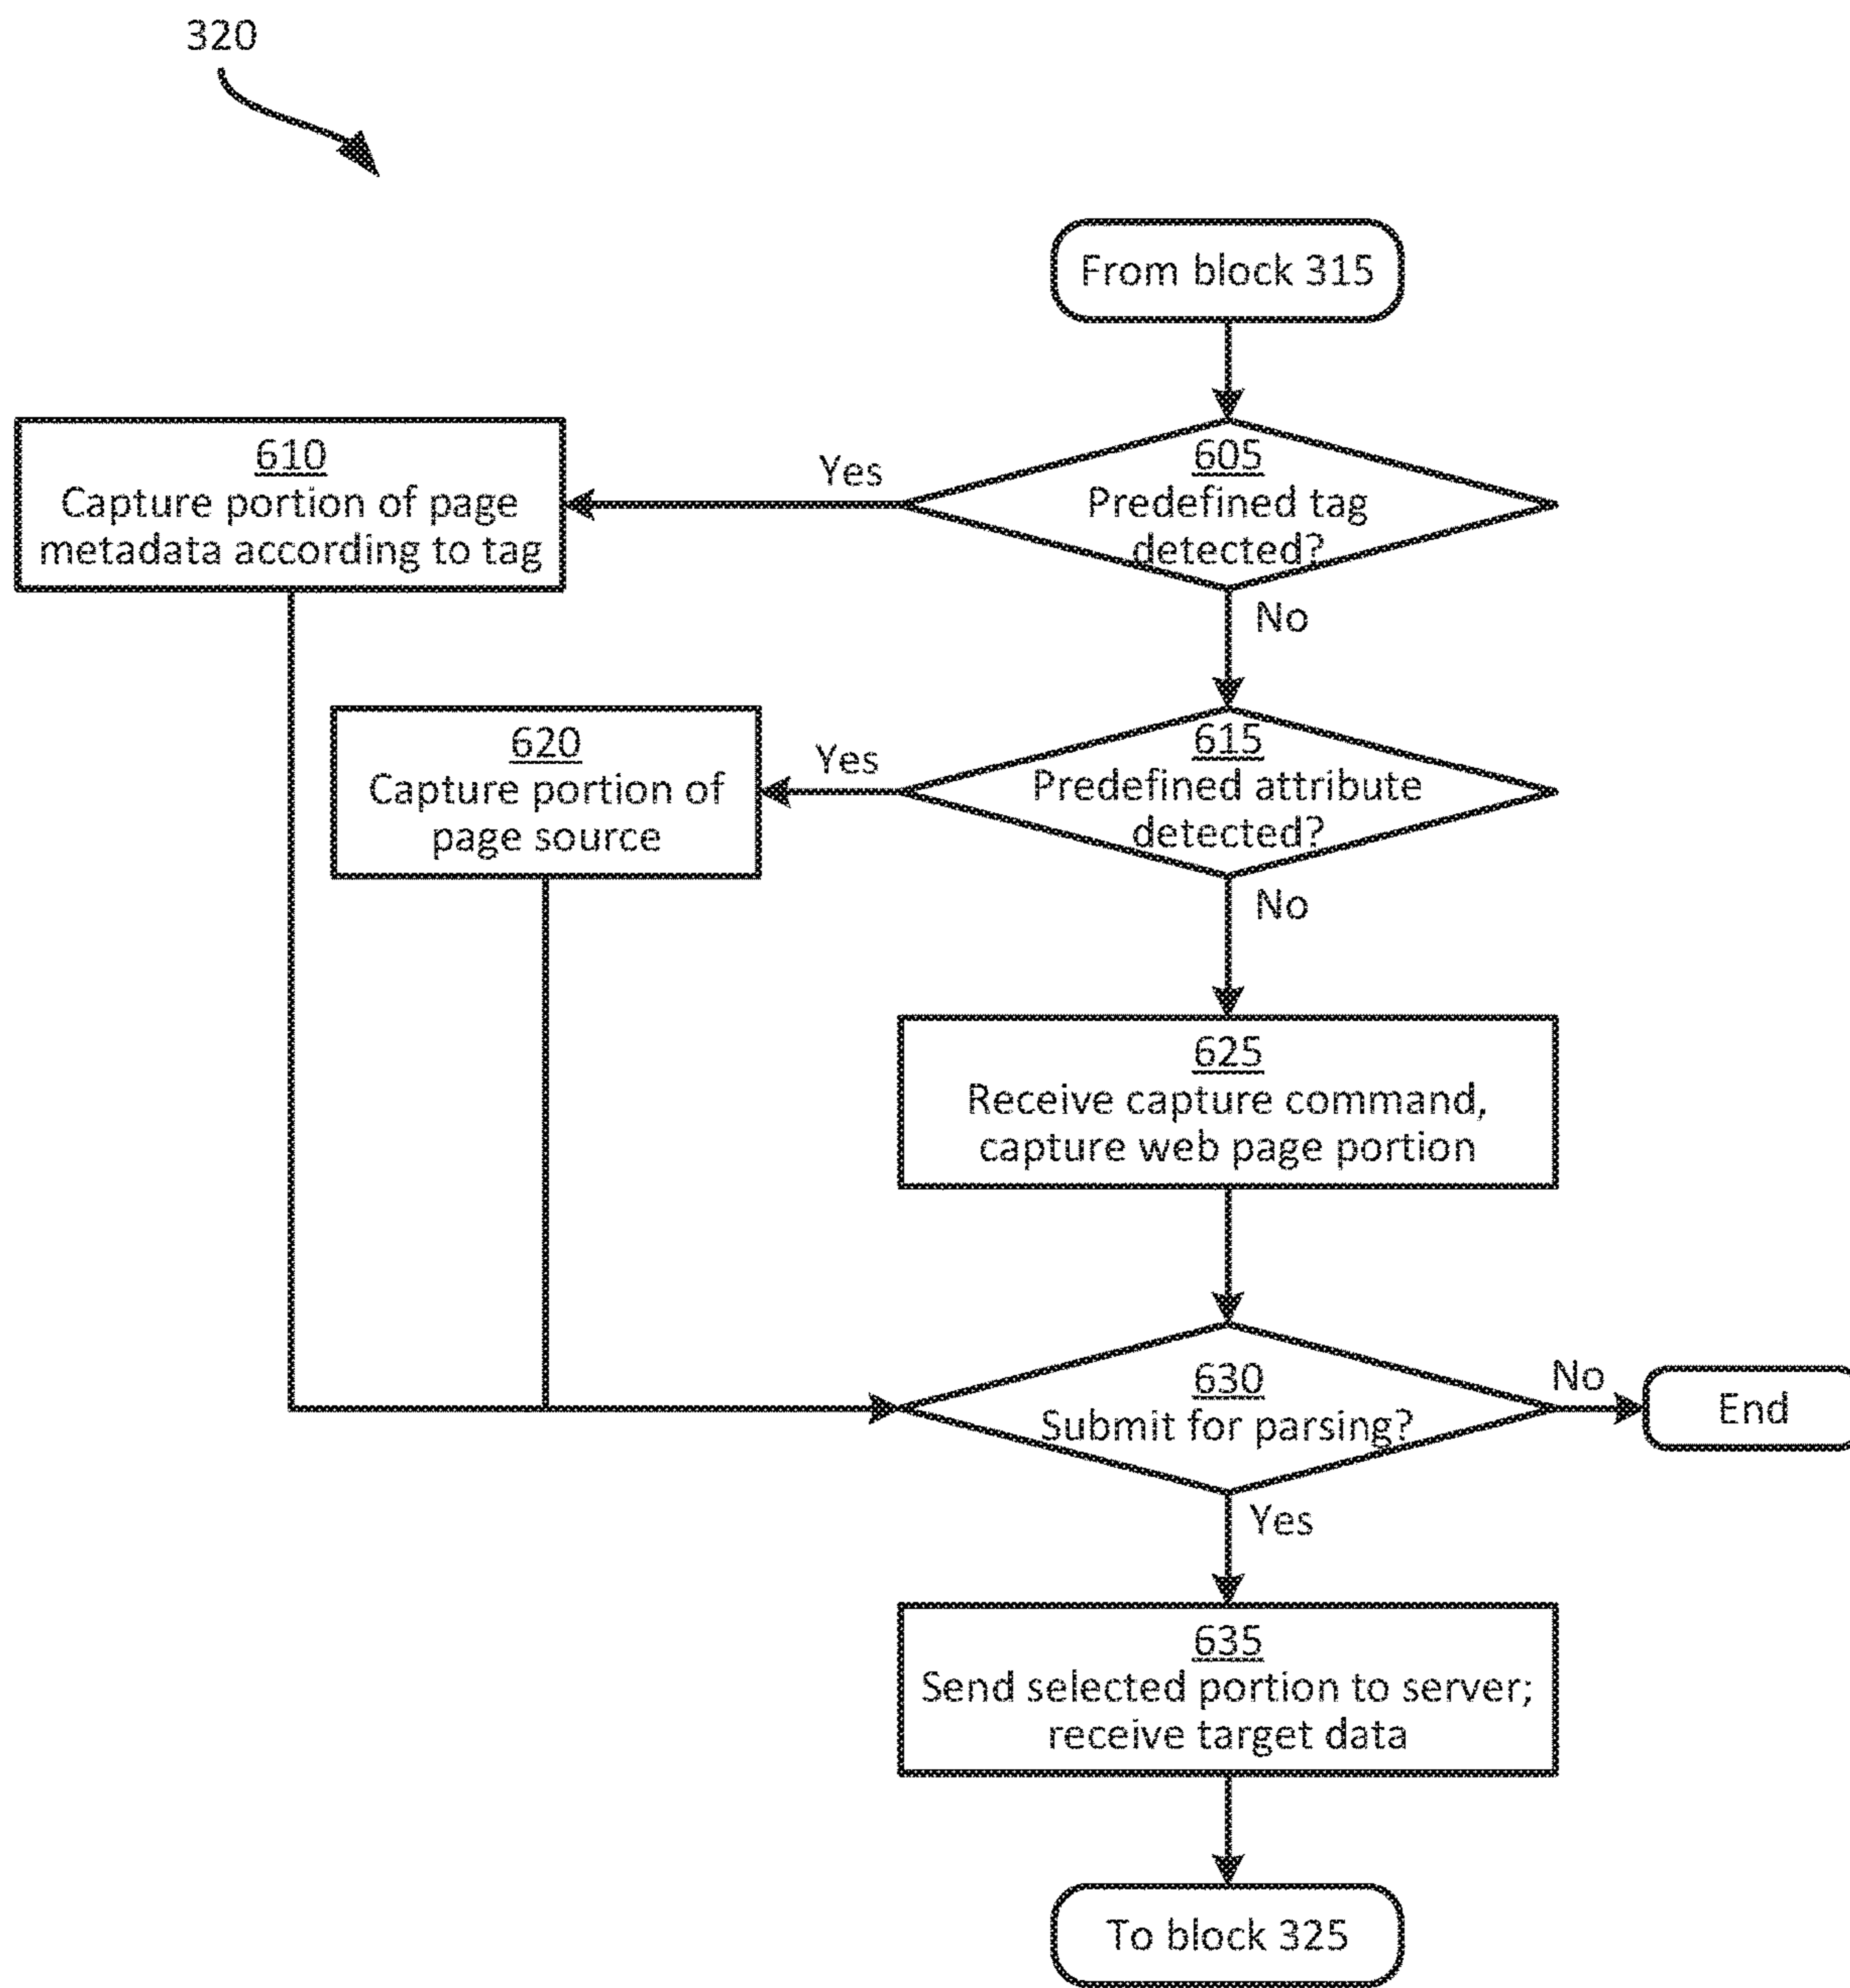 320
From block 315
605
Predefined tag
detected?
Yes
No
610
Capture portion of page
metadata according to tag
615
Predefined attribute
detected?
Yes
No
620
Capture portion of
page source
625
Receive capture command,
capture web page portion
630
Submit for parsing?
No
End
Yes
635
Send selected portion to server;
receive target data
To block 325